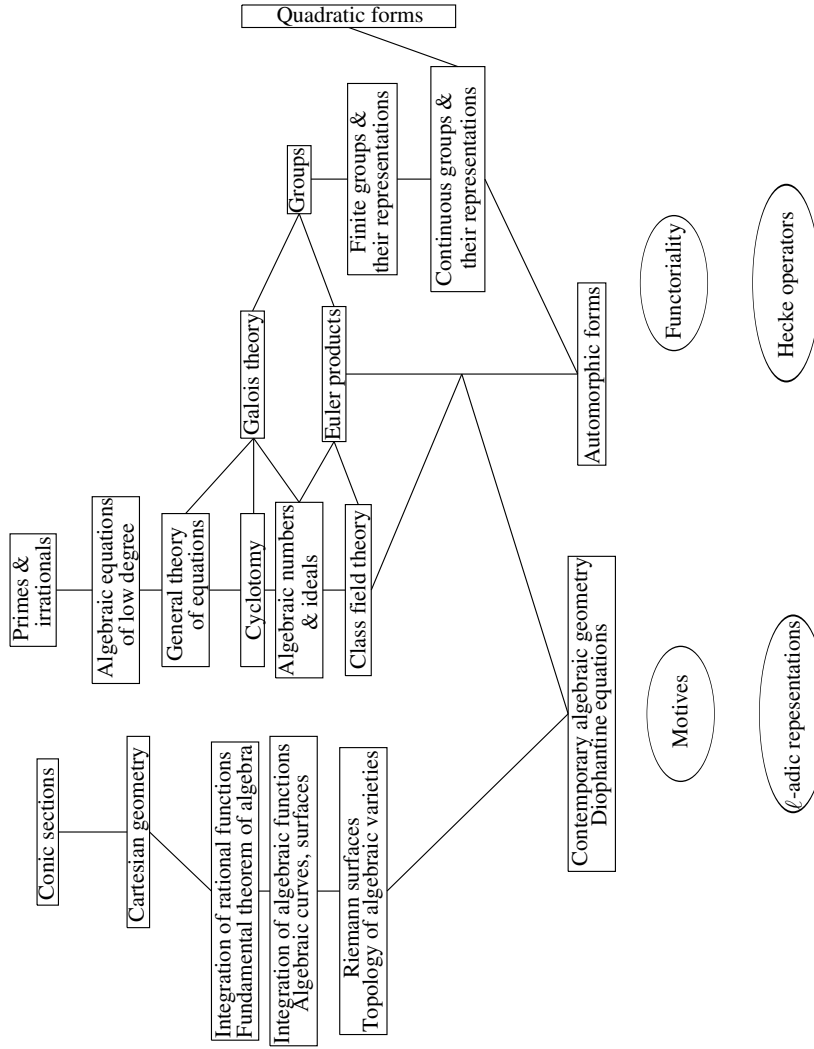 Conic sections
Cartesian geometry
Integration of rational functions
Fundamental theorem of algebra
Integration of algebraic functions
Algebraic curves, surfaces
Riemann surfaces
Topology of algebraic varieties
Primes &
irrationals
Algebraic equations
of low degree
General theory
of equations
Cyclotomy
Algebraic numbers
& ideals
Class field theory
Galois theory
Euler products
Groups
Finite groups &
their representations
Continuous groups &
their representations
Quadratic forms
Contemporary algebraic geometry
Diophantine equations
Automorphic forms
Motives
Functoriality
ℓ-adic repesentations
Hecke operators